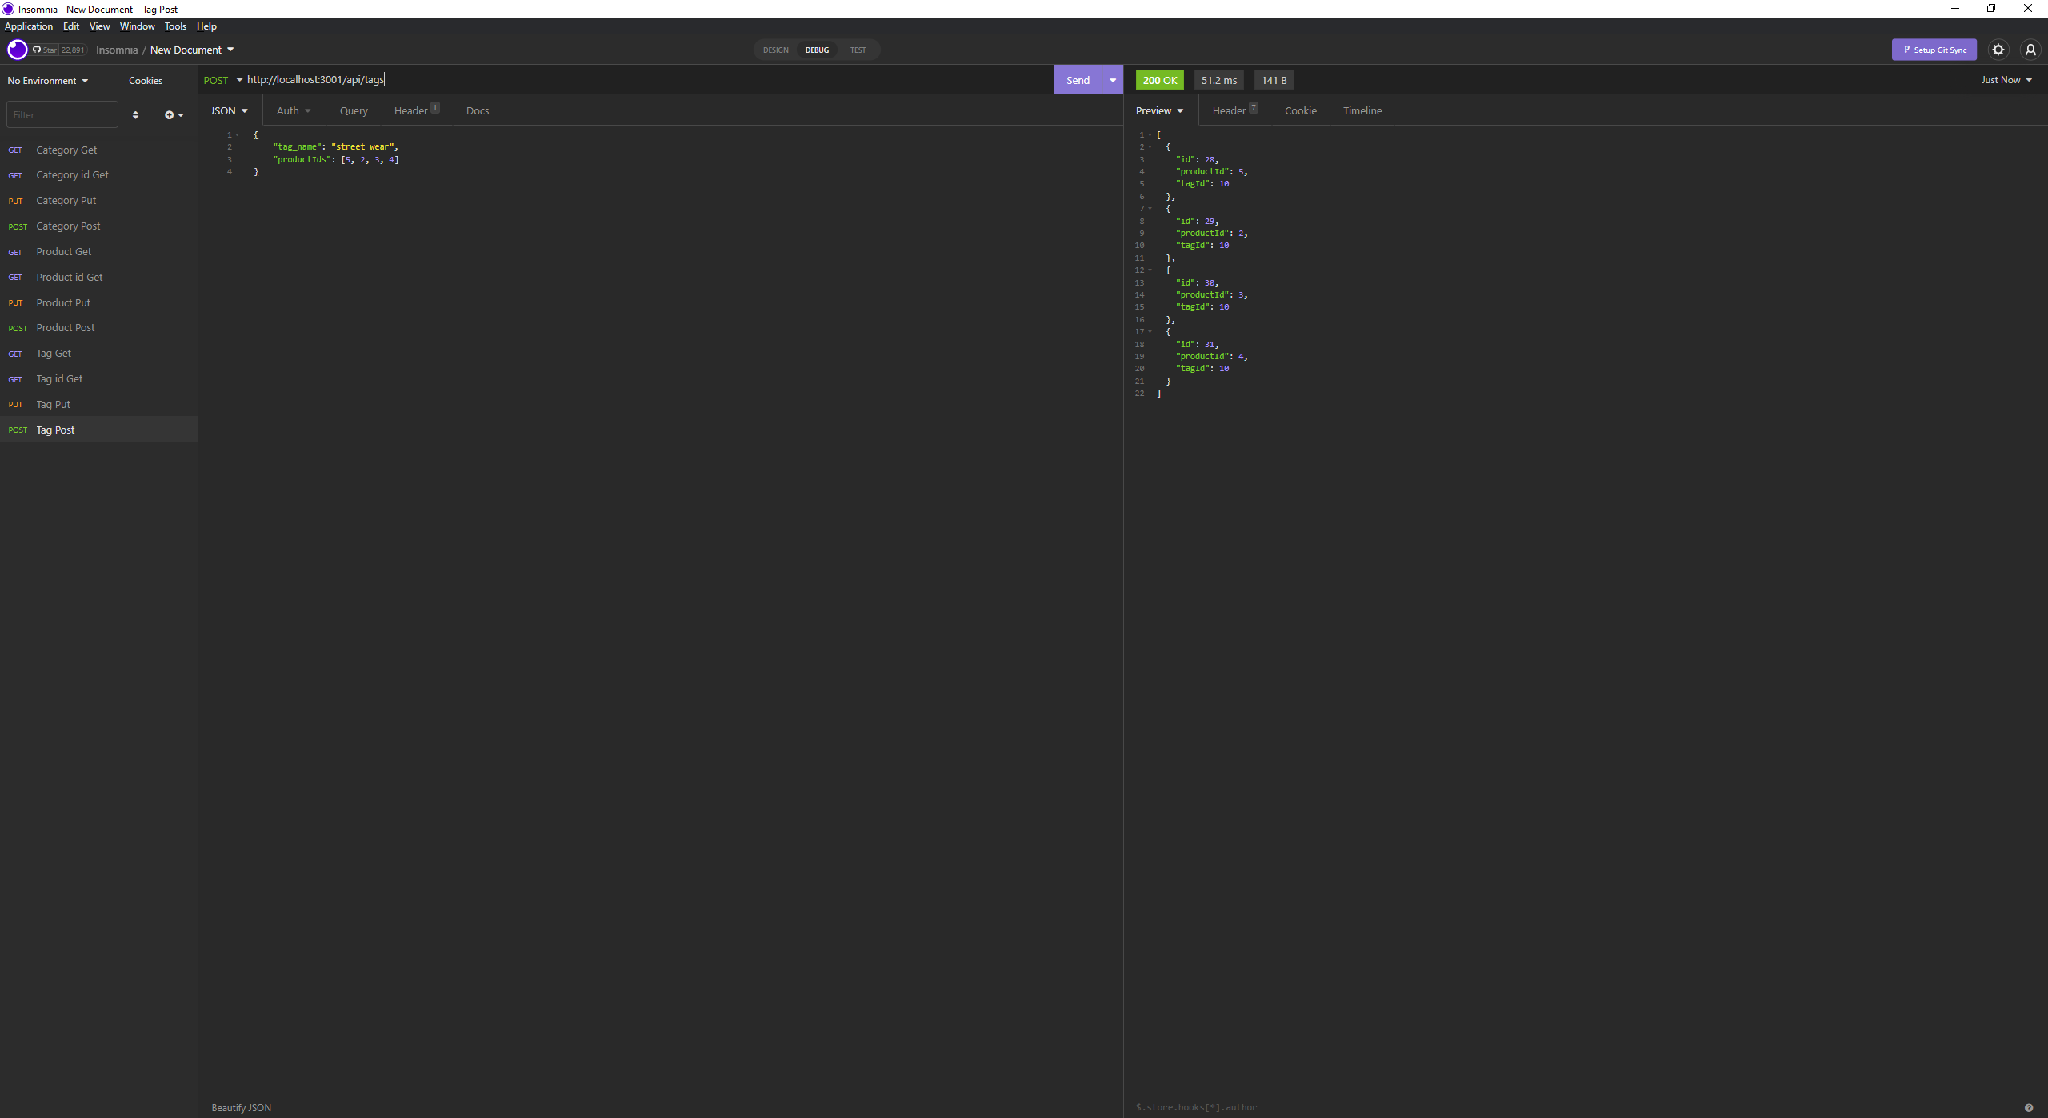 Insomnia - New Document - Tag Post
Application Edit View Window Tools Help
Star 22,891 Insomnia / New Document DESIGN DEBUG TEST Setup Git Sync
No Environment Cookies POST http://localhost:3001/api/tags Send 200 OK 51.2 ms 141 B Just Now
Filter JSON Auth Query Header 1 Docs Preview Header 7 Cookie Timeline
GET Category Get
GET Category id Get
PUT Category Put
POST Category Post
GET Product Get
GET Product id Get
PUT Product Put
POST Product Post
GET Tag Get
GET Tag id Get
PUT Tag Put
POST Tag Post
1 {
2 "tag_name": "street wear",
3 "productIds": [5, 2, 3, 4]
4 }
Beautify JSON
1 [
2 {
3 "id": 28,
4 "productId": 5,
5 "tagId": 10
6 },
7 {
8 "id": 29,
9 "productId": 2,
10 "tagId": 10
11 },
12 {
13 "id": 30,
14 "productId": 3,
15 "tagId": 10
16 },
17 {
18 "id": 31,
19 "productId": 4,
20 "tagId": 10
21 }
22 ]
$.store.books[*].author